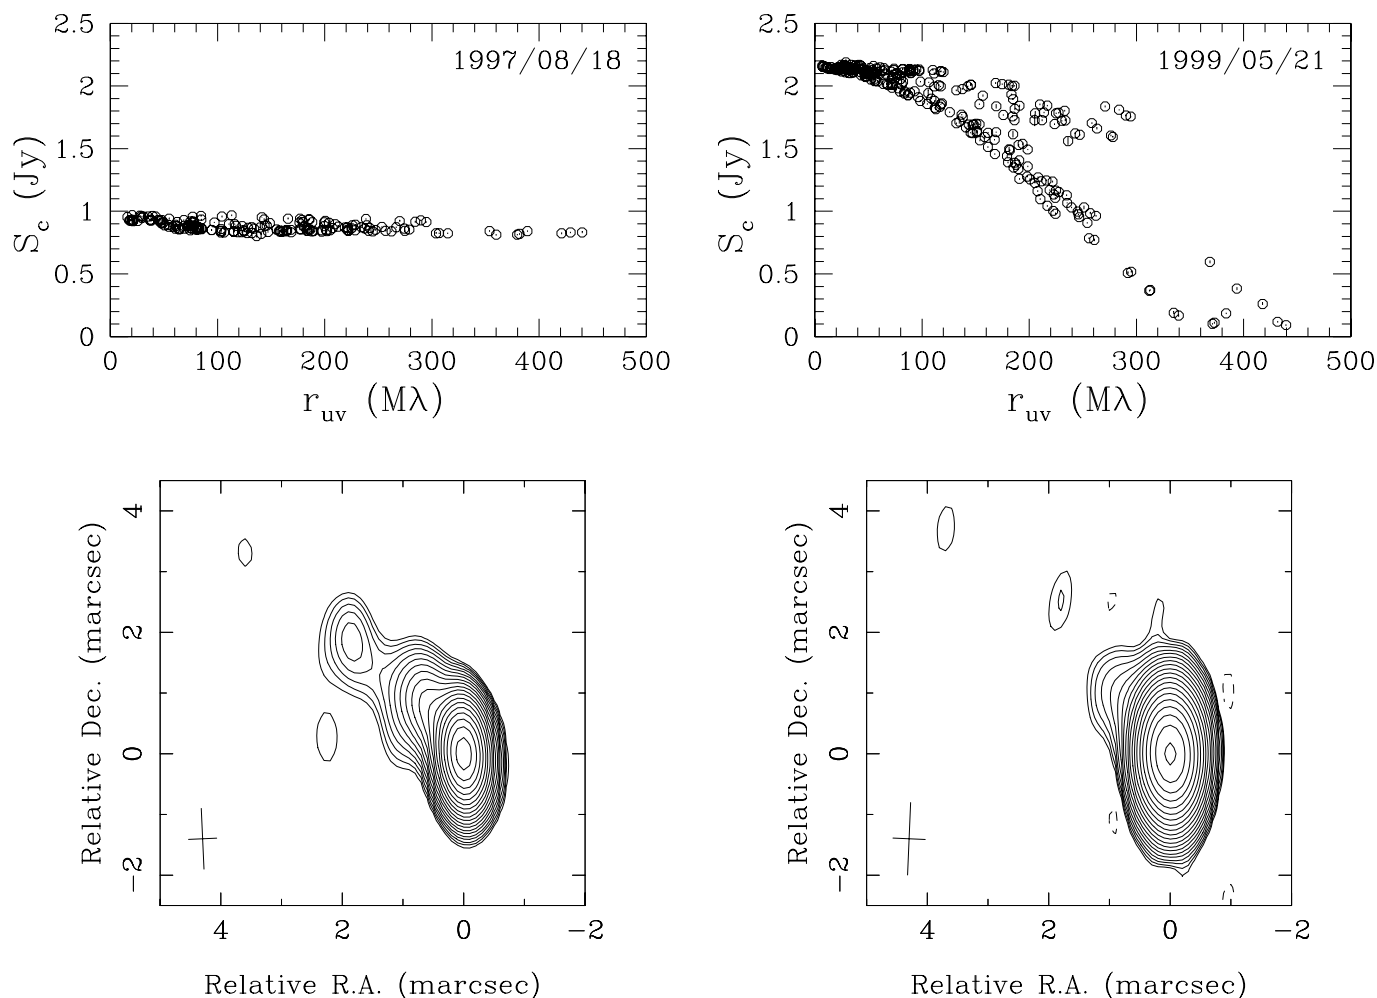 2.5
2
1.5
1
0.5
0
S_c (Jy)
1997/08/18
0 100 200 300 400 500
r_uv (Mλ)
2.5
2
1.5
1
0.5
0
S_c (Jy)
1999/05/21
0 100 200 300 400 500
r_uv (Mλ)
4
2
0
−2
Relative Dec. (marcsec)
4 2 0 −2
Relative R.A. (marcsec)
4
2
0
−2
Relative Dec. (marcsec)
4 2 0 −2
Relative R.A. (marcsec)